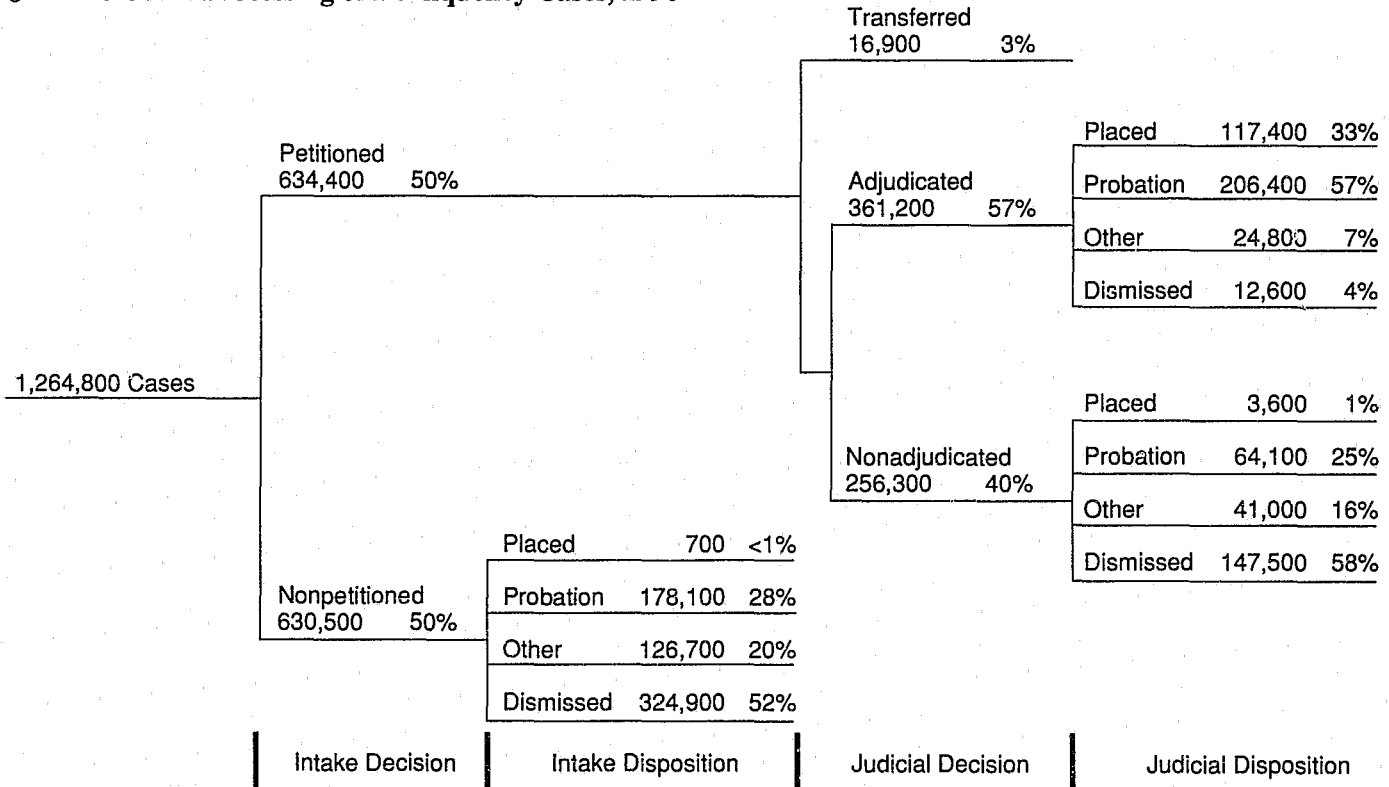 Cases,
Transferred
16,900 3%
Petitioned
634,400 50%
Adjudicated
361,200 57%
Placed 117,400 33%
Probation 206,400 57%
Other 24,800 7%
Dismissed 12,600 4%
1,264,800 Cases
Nonadjudicated
256,300 40%
Placed 3,600 1%
Probation 64,100 25%
Other 41,000 16%
Dismissed 147,500 58%
Nonpetitioned
630,500 50%
Placed 700 <1%
Probation 178,100 28%
Other 126,700 20%
Dismissed 324,900 52%
Intake Decision
Intake Disposition
Judicial Decision
Judicial Disposition